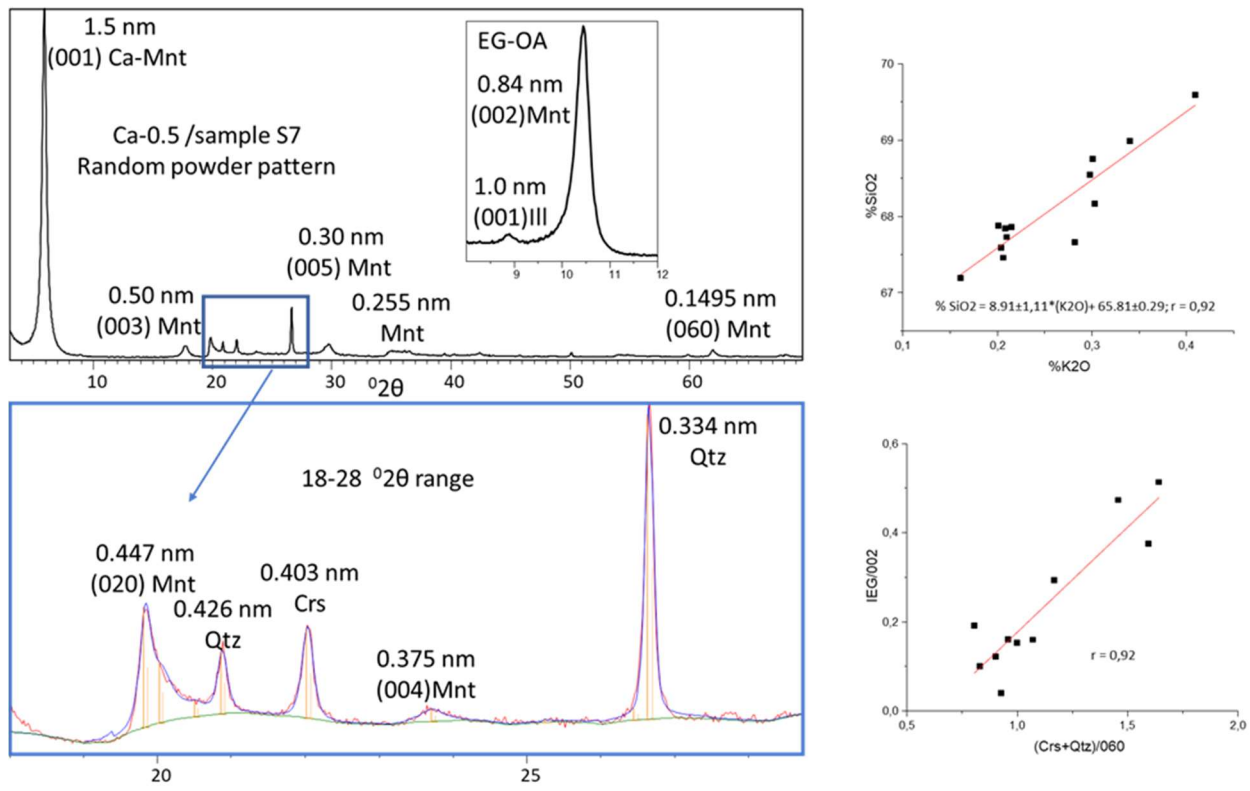 1.5 nm
(001) Ca-Mnt
Ca-0.5 /sample S7
Random powder pattern
EG-OA
0.84 nm
(002)Mnt
1.0 nm
(001)Ill
9 10 11 12
0.50 nm
(003) Mnt
0.30 nm
(005) Mnt
0.255 nm
Mnt
0.1495 nm
(060) Mnt
10 20 30 40 50 60
⁰2θ
18-28 ⁰2θ range
0.334 nm
Qtz
0.447 nm
(020) Mnt
0.426 nm
Qtz
0.403 nm
Crs
0.375 nm
(004)Mnt
20 25
70
69
68
67
%SiO2
% SiO2 = 8.91±1,11*(K2O)+ 65.81±0.29; r = 0,92
0,1 0,2 0,3 0,4
%K2O
0,6
0,4
0,2
0,0
IEG/002
r = 0,92
0,5 1,0 1,5 2,0
(Crs+Qtz)/060